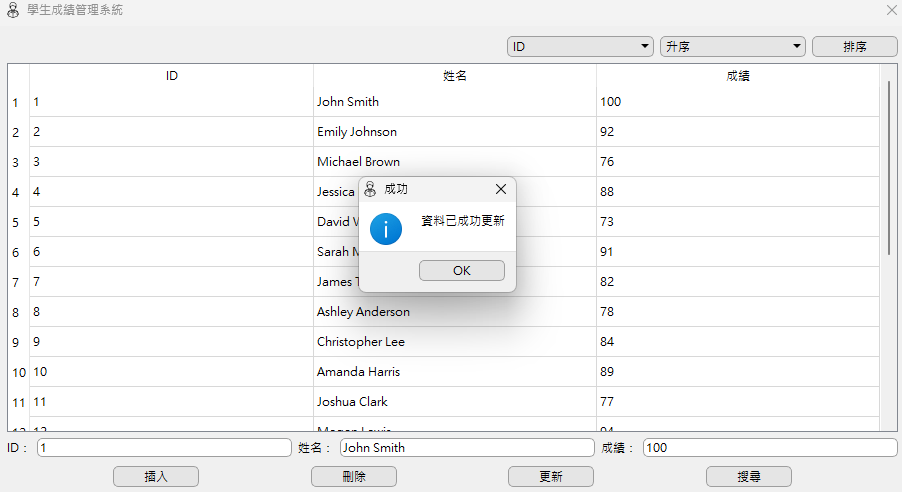 學生成績管理系統
ID 升序 排序
ID 姓名 成績
1 1 John Smith 100
2 2 Emily Johnson 92
3 3 Michael Brown 76
4 4 Jessica 88
5 5 David 73
6 6 Sarah 91
7 7 James 82
8 8 Ashley Anderson 78
9 9 Christopher Lee 84
10 10 Amanda Harris 89
11 11 Joshua Clark 77
成功
資料已成功更新
OK
ID： 1 姓名： John Smith 成績： 100
插入 刪除 更新 搜尋